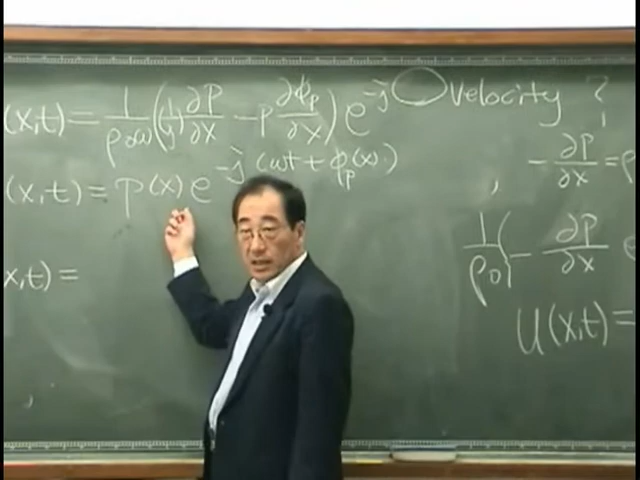 (x,t) = 1/ρ₀ω (1/j ∂P/∂x − P ∂ϕₚ/∂x) e^-j◯
(x,t) = P(x) e^-j(ωt + ϕₚ(x))
x,t) =
Velocity ?
− ∂P/∂x =
1/ρ₀ ( − ∂P/∂x
U(x,t) =